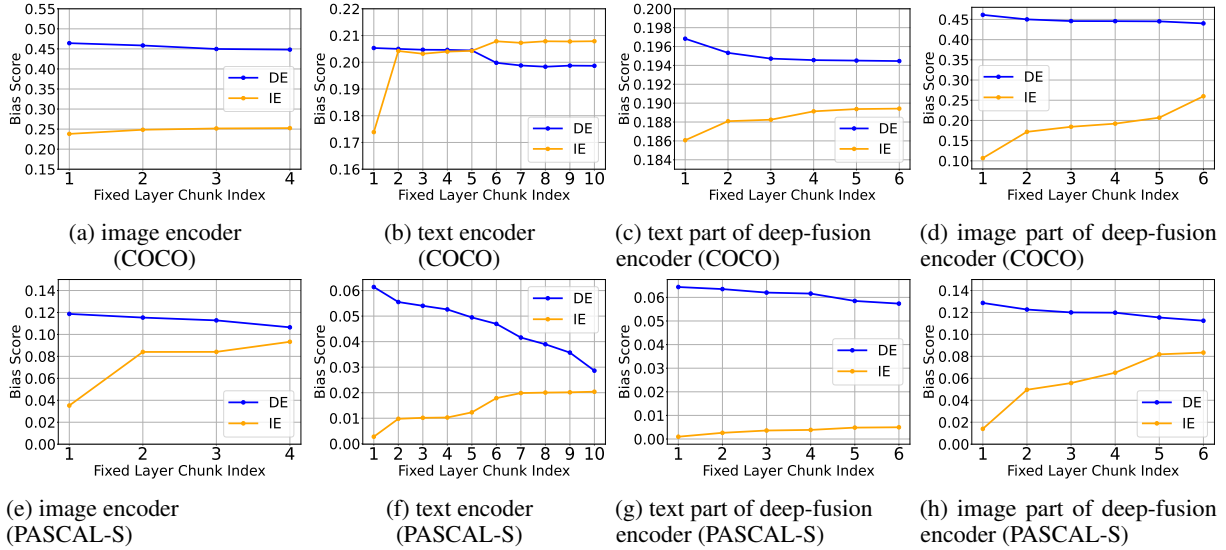 0.55
0.50
0.45
0.40
0.35
0.30
0.25
0.20
0.15
Bias Score
DE
IE
1 2 3 4
Fixed Layer Chunk Index
(a) image encoder
(COCO)
0.22
0.21
0.20
0.19
0.18
0.17
0.16
Bias Score
DE
IE
1 2 3 4 5 6 7 8 9 10
Fixed Layer Chunk Index
(b) text encoder
(COCO)
0.198
0.196
0.194
0.192
0.190
0.188
0.186
0.184
Bias Score
DE
IE
1 2 3 4 5 6
Fixed Layer Chunk Index
(c) text part of deep-fusion
encoder (COCO)
0.45
0.40
0.35
0.30
0.25
0.20
0.15
0.10
Bias Score
DE
IE
1 2 3 4 5 6
Fixed Layer Chunk Index
(d) image part of deep-fusion
encoder (COCO)
0.14
0.12
0.10
0.08
0.06
0.04
0.02
0.00
Bias Score
DE
IE
1 2 3 4
Fixed Layer Chunk Index
(e) image encoder
(PASCAL-S)
0.06
0.05
0.04
0.03
0.02
0.01
0.00
Bias Score
DE
IE
1 2 3 4 5 6 7 8 9 10
Fixed Layer Chunk Index
(f) text encoder
(PASCAL-S)
0.06
0.05
0.04
0.03
0.02
0.01
0.00
Bias Score
DE
IE
1 2 3 4 5 6
Fixed Layer Chunk Index
(g) text part of deep-fusion
encoder (PASCAL-S)
0.14
0.12
0.10
0.08
0.06
0.04
0.02
0.00
Bias Score
DE
IE
1 2 3 4 5 6
Fixed Layer Chunk Index
(h) image part of deep-fusion
encoder (PASCAL-S)